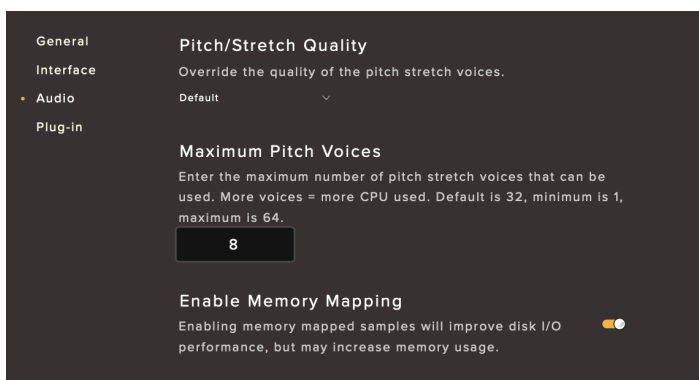 General
Interface
Audio
Plug-in
Pitch/Stretch Quality
Override the quality of the pitch stretch voices.
Default
Maximum Pitch Voices
Enter the maximum number of pitch stretch voices that can be
used. More voices = more CPU used. Default is 32, minimum is 1,
maximum is 64.
8
Enable Memory Mapping
Enabling memory mapped samples will improve disk I/O
performance, but may increase memory usage.